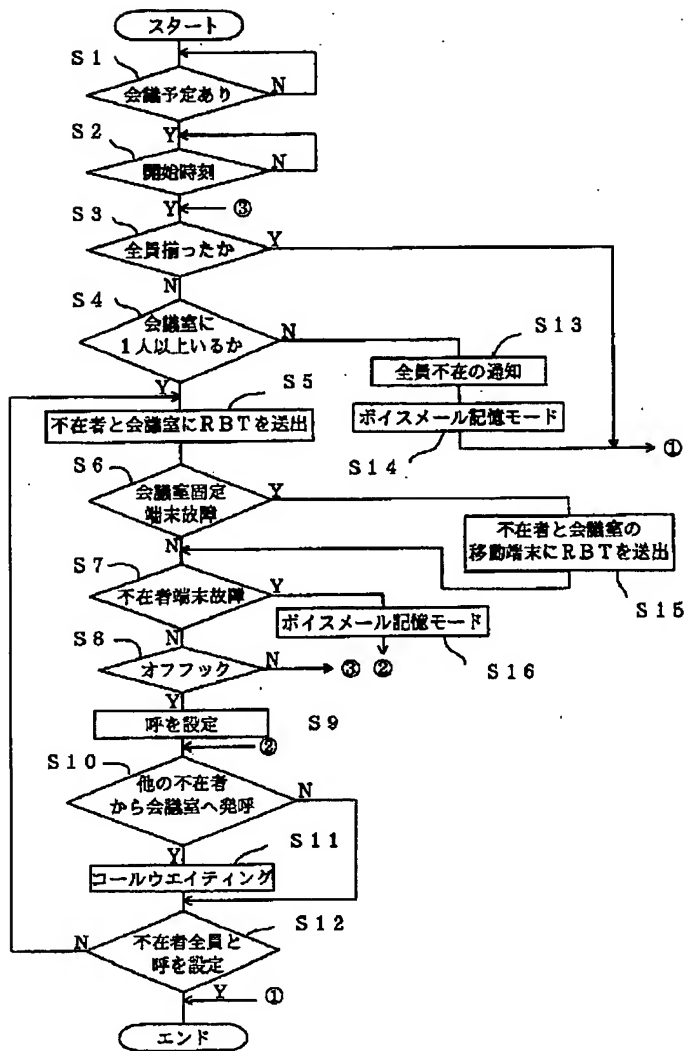 スタート
S1
会議予定あり
N
Y
S2
開始時刻
N
Y
③
S3
全員揃ったか
Y
N
S4
会議室に
1人以上いるか
N
Y
S13
全員不在の通知
ボイスメール記憶モード
S14
①
S5
不在者と会議室にRBTを送出
S6
会議室固定
端末故障
Y
N
不在者と会議室の
移動端末にRBTを送出
S15
S7
不在者端末故障
Y
N
ボイスメール記憶モード
S16
S8
オフフック
N
③ ②
Y
呼を設定
S9
②
S10
他の不在者
から会議室へ発呼
N
Y
S11
コールウエイティング
S12
不在者全員と
呼を設定
N
Y
①
エンド